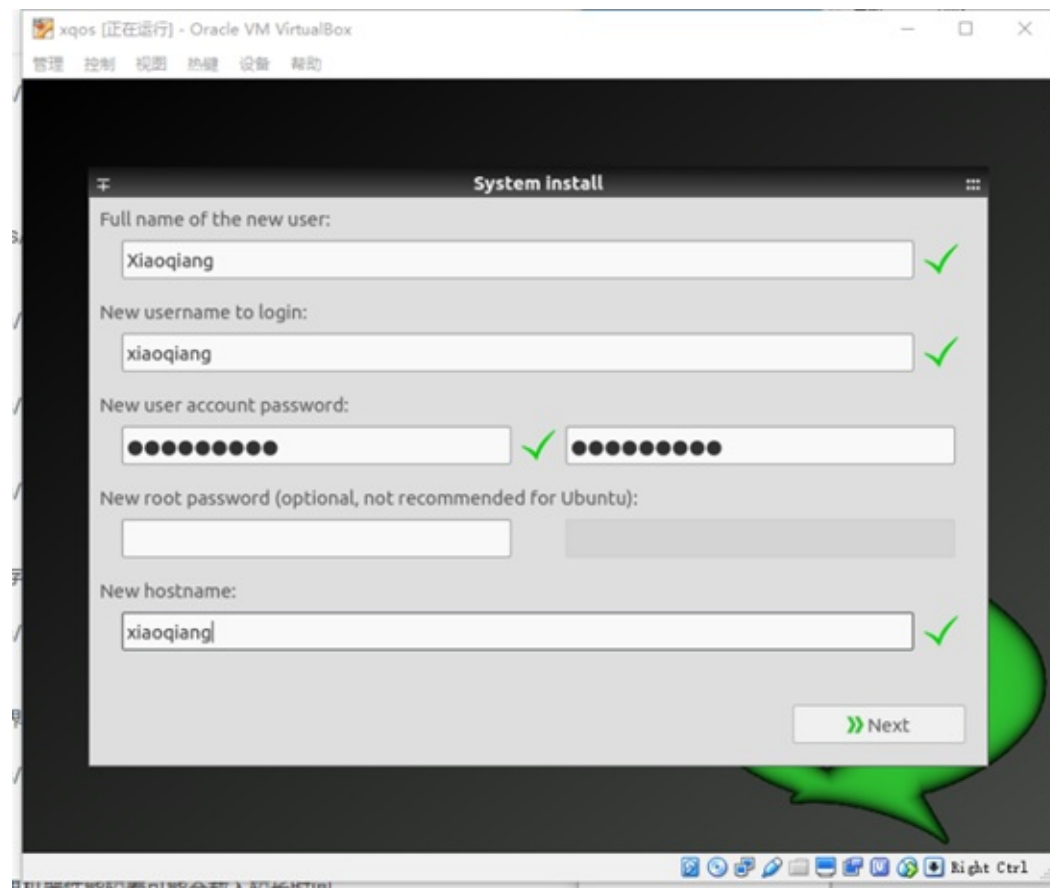 xqos [正在运行] - Oracle VM VirtualBox
管理 控制 视图 热键 设备 帮助
System install
Full name of the new user:
Xiaoqiang
New username to login:
xiaoqiang
New user account password:
●●●●●●●●● ●●●●●●●●●
New root password (optional, not recommended for Ubuntu):
New hostname:
xiaoqiang
Next
Right Ctrl